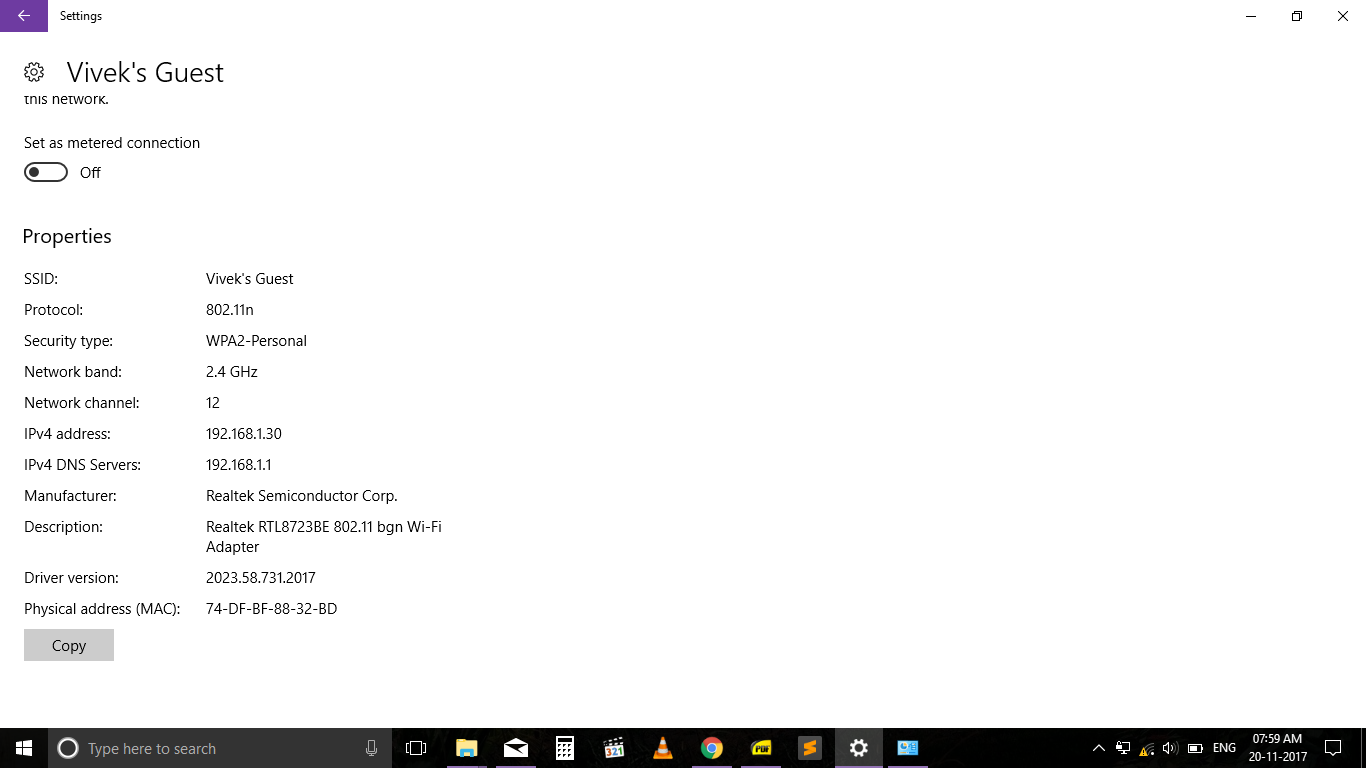 Settings
Vivek's Guest
this network.
Set as metered connection
Off
Properties
SSID: Vivek's Guest
Protocol: 802.11n
Security type: WPA2-Personal
Network band: 2.4 GHz
Network channel: 12
IPv4 address: 192.168.1.30
IPv4 DNS Servers: 192.168.1.1
Manufacturer: Realtek Semiconductor Corp.
Description: Realtek RTL8723BE 802.11 bgn Wi-Fi
Adapter
Driver version: 2023.58.731.2017
Physical address (MAC): 74-DF-BF-88-32-BD
Copy
Type here to search
321
PDF
ENG
07:59 AM
20-11-2017